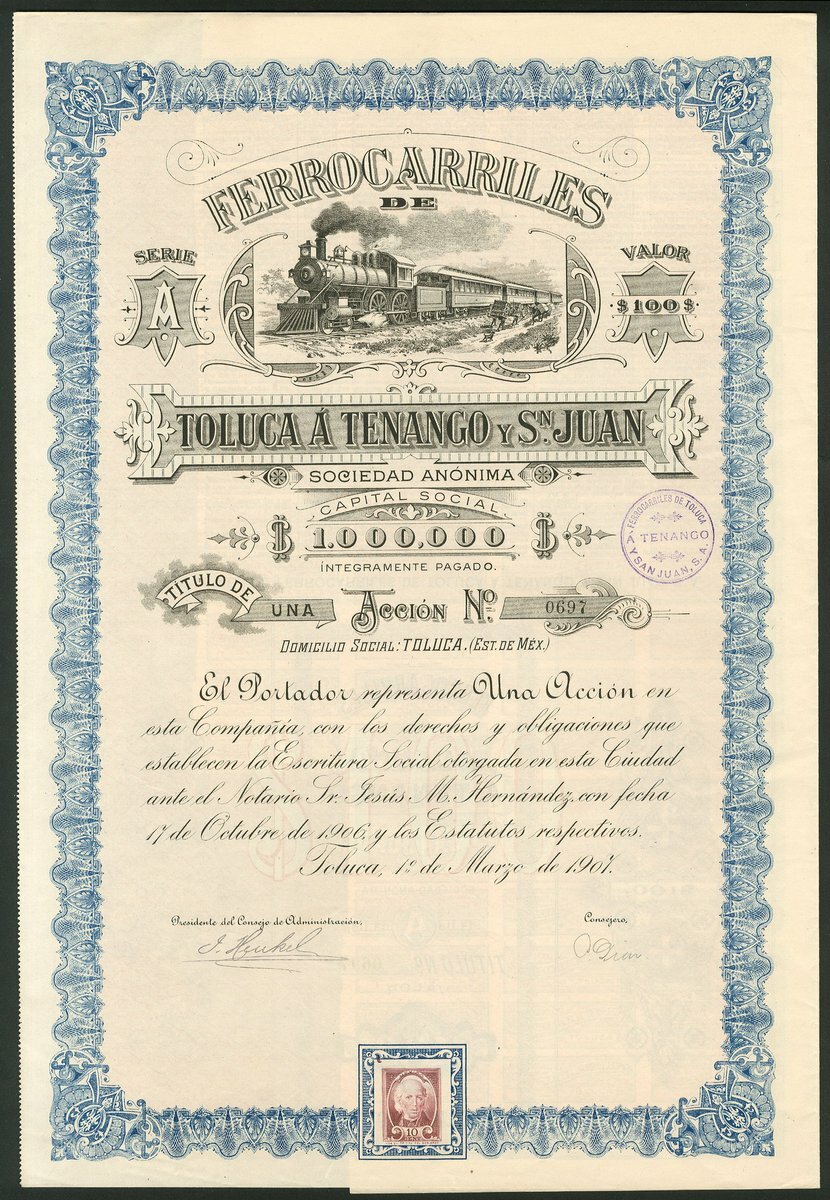 FERROCARRILES
DE
SERIE
A
VALOR
$100$
TOLUCA Á TENANGO Y SN. JUAN
SOCIEDAD ANÓNIMA
CAPITAL SOCIAL
$ 1.000,000 $
ÍNTEGRAMENTE PAGADO.
FERROCARRILES DE TOLUCA
Á TENANGO
Y SAN JUAN, S. A.
TÍTULO DE UNA ACCIÓN No. 0697
DOMICILIO SOCIAL: TOLUCA. (EST. DE MÉX.)
El Portador representa Una Acción en
esta Compañía, con los derechos y obligaciones que
establecen la Escritura Social otorgada en esta Ciudad
ante el Notario Sr. Jesús M. Hernández, con fecha
17 de Octubre de 1906, y los Estatutos respectivos.
Toluca, 1º de Marzo de 1907.
Presidente del Consejo de Administración,
Consejero,
J. Henkel
10